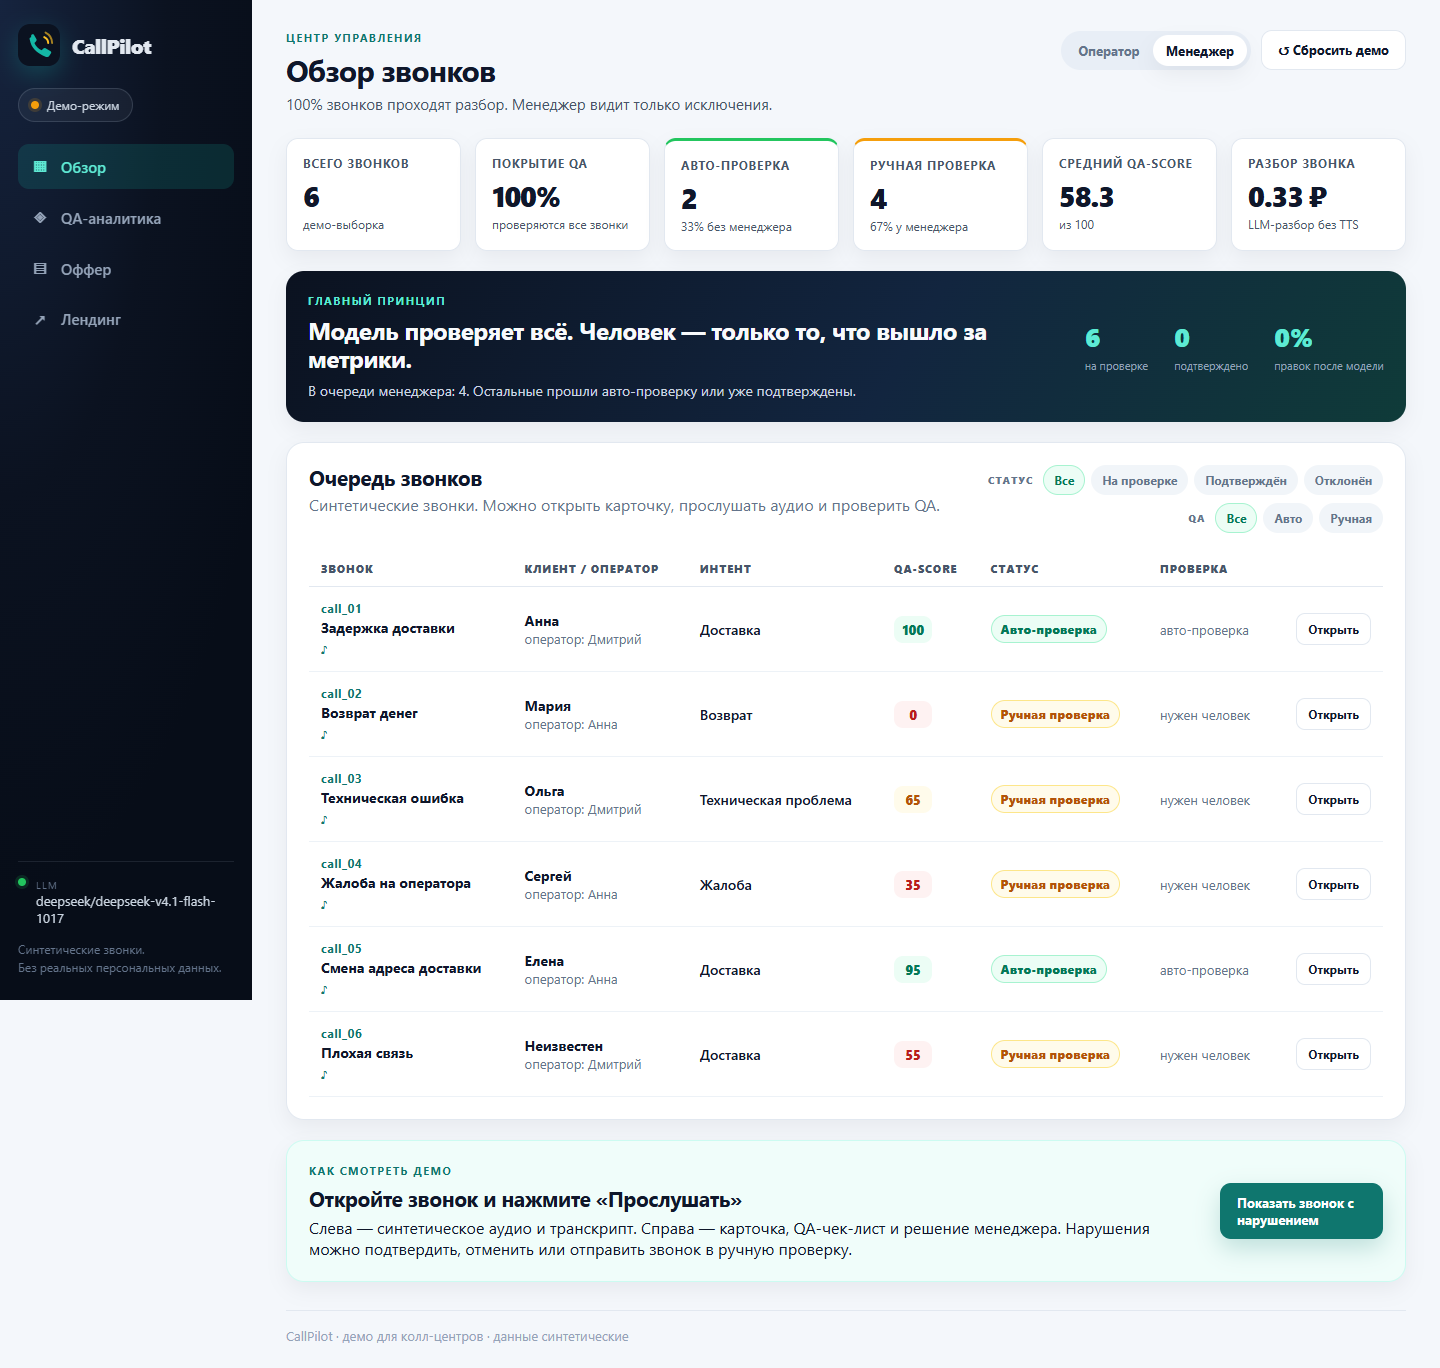 CallPilot
Демо-режим
Обзор
QA-аналитика
Оффер
Лендинг
LLM
deepseek/deepseek-v4.1-flash-
1017
Синтетические звонки.
Без реальных персональных данных.
ЦЕНТР УПРАВЛЕНИЯ
Обзор звонков
100% звонков проходят разбор. Менеджер видит только исключения.
Оператор
Менеджер
↺ Сбросить демо
ВСЕГО ЗВОНКОВ
6
демо-выборка
ПОКРЫТИЕ QA
100%
проверяются все звонки
АВТО-ПРОВЕРКА
2
33% без менеджера
РУЧНАЯ ПРОВЕРКА
4
67% у менеджера
СРЕДНИЙ QA-SCORE
58.3
из 100
РАЗБОР ЗВОНКА
0.33 ₽
LLM-разбор без TTS
ГЛАВНЫЙ ПРИНЦИП
Модель проверяет всё. Человек — только то, что вышло за
метрики.
В очереди менеджера: 4. Остальные прошли авто-проверку или уже подтверждены.
6
на проверке
0
подтверждено
0%
правок после модели
Очередь звонков
Синтетические звонки. Можно открыть карточку, прослушать аудио и проверить QA.
СТАТУС Все На проверке Подтверждён Отклонён
QA Все Авто Ручная
ЗВОНОК КЛИЕНТ / ОПЕРАТОР ИНТЕНТ QA-SCORE СТАТУС ПРОВЕРКА
call_01
Задержка доставки
♪
Анна
оператор: Дмитрий
Доставка
100
Авто-проверка
авто-проверка
Открыть
call_02
Возврат денег
♪
Мария
оператор: Анна
Возврат
0
Ручная проверка
нужен человек
Открыть
call_03
Техническая ошибка
♪
Ольга
оператор: Дмитрий
Техническая проблема
65
Ручная проверка
нужен человек
Открыть
call_04
Жалоба на оператора
♪
Сергей
оператор: Анна
Жалоба
35
Ручная проверка
нужен человек
Открыть
call_05
Смена адреса доставки
♪
Елена
оператор: Анна
Доставка
95
Авто-проверка
авто-проверка
Открыть
call_06
Плохая связь
♪
Неизвестен
оператор: Дмитрий
Доставка
55
Ручная проверка
нужен человек
Открыть
КАК СМОТРЕТЬ ДЕМО
Откройте звонок и нажмите «Прослушать»
Слева — синтетическое аудио и транскрипт. Справа — карточка, QA-чек-лист и решение менеджера. Нарушения
можно подтвердить, отменить или отправить звонок в ручную проверку.
Показать звонок с
нарушением
CallPilot · демо для колл-центров · данные синтетические